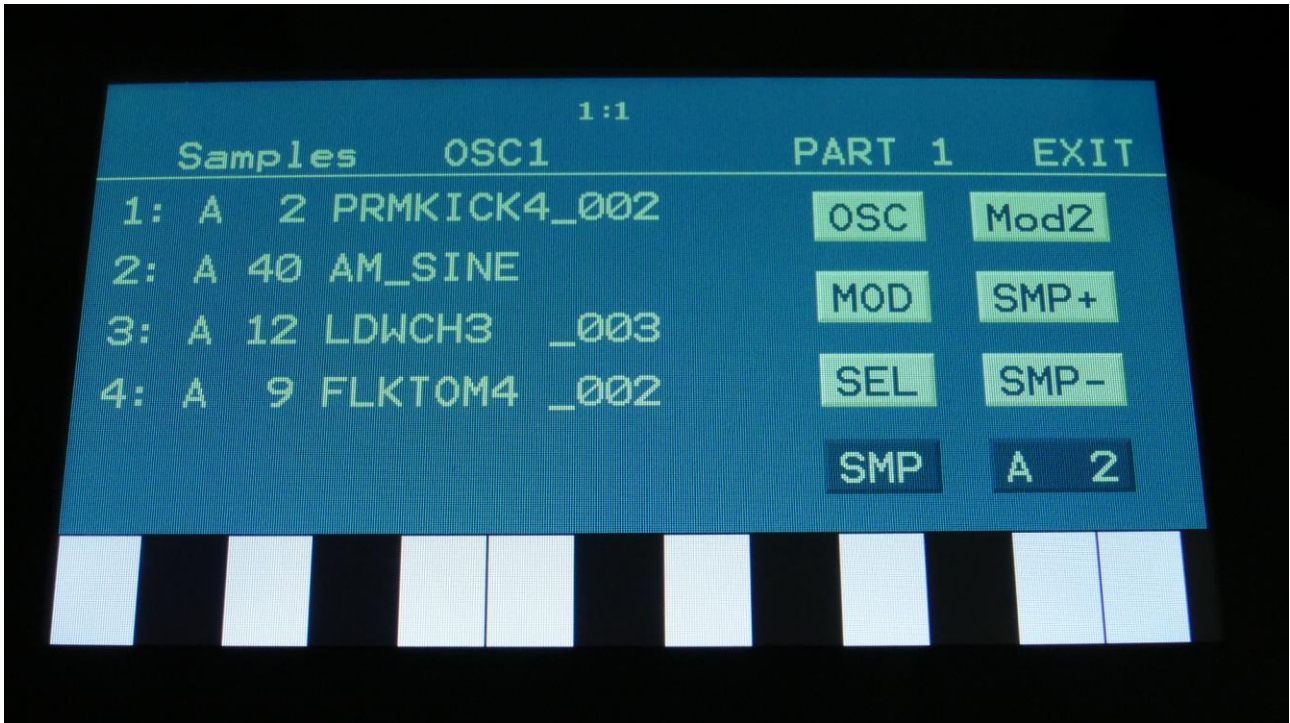 1:1
Samples OSC1 PART 1 EXIT
1: A 2 PRMKICK4_002 OSC Mod2
2: A 40 AM_SINE MOD SMP+
3: A 12 LDWCH3 _003 SEL SMP-
4: A 9 FLKTOM4 _002 SMP A 2